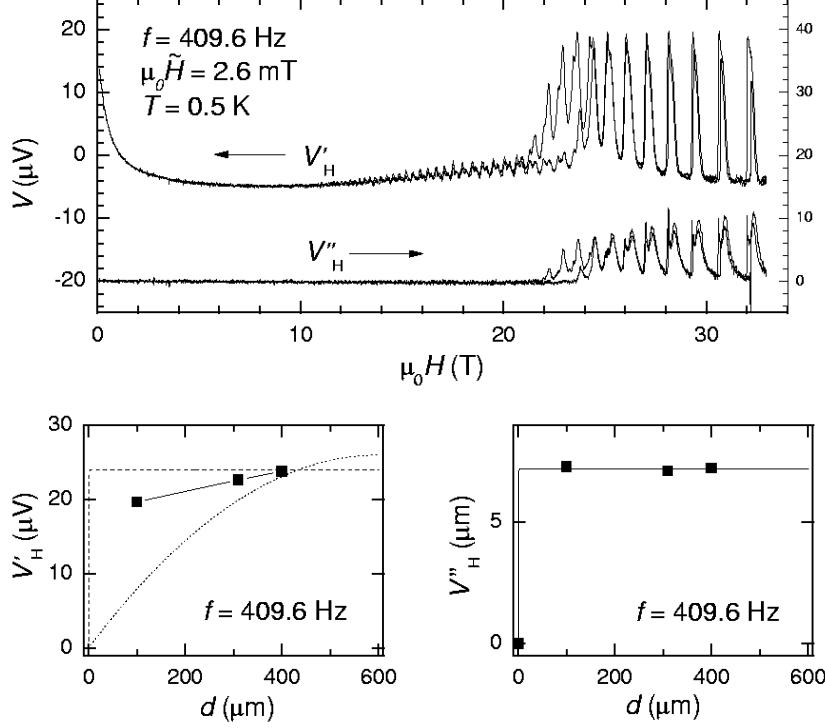 f = 409.6 Hz
μ₀H̃ = 2.6 mT
T = 0.5 K
V′H
V″H
V (μV)
20
10
0
-10
-20
40
30
20
10
0
0 10 20 30
μ₀H (T)
V′H (μV)
30
20
10
0
f = 409.6 Hz
0 200 400 600
d (μm)
V″H (μm)
5
0
f = 409.6 Hz
0 200 400 600
d (μm)